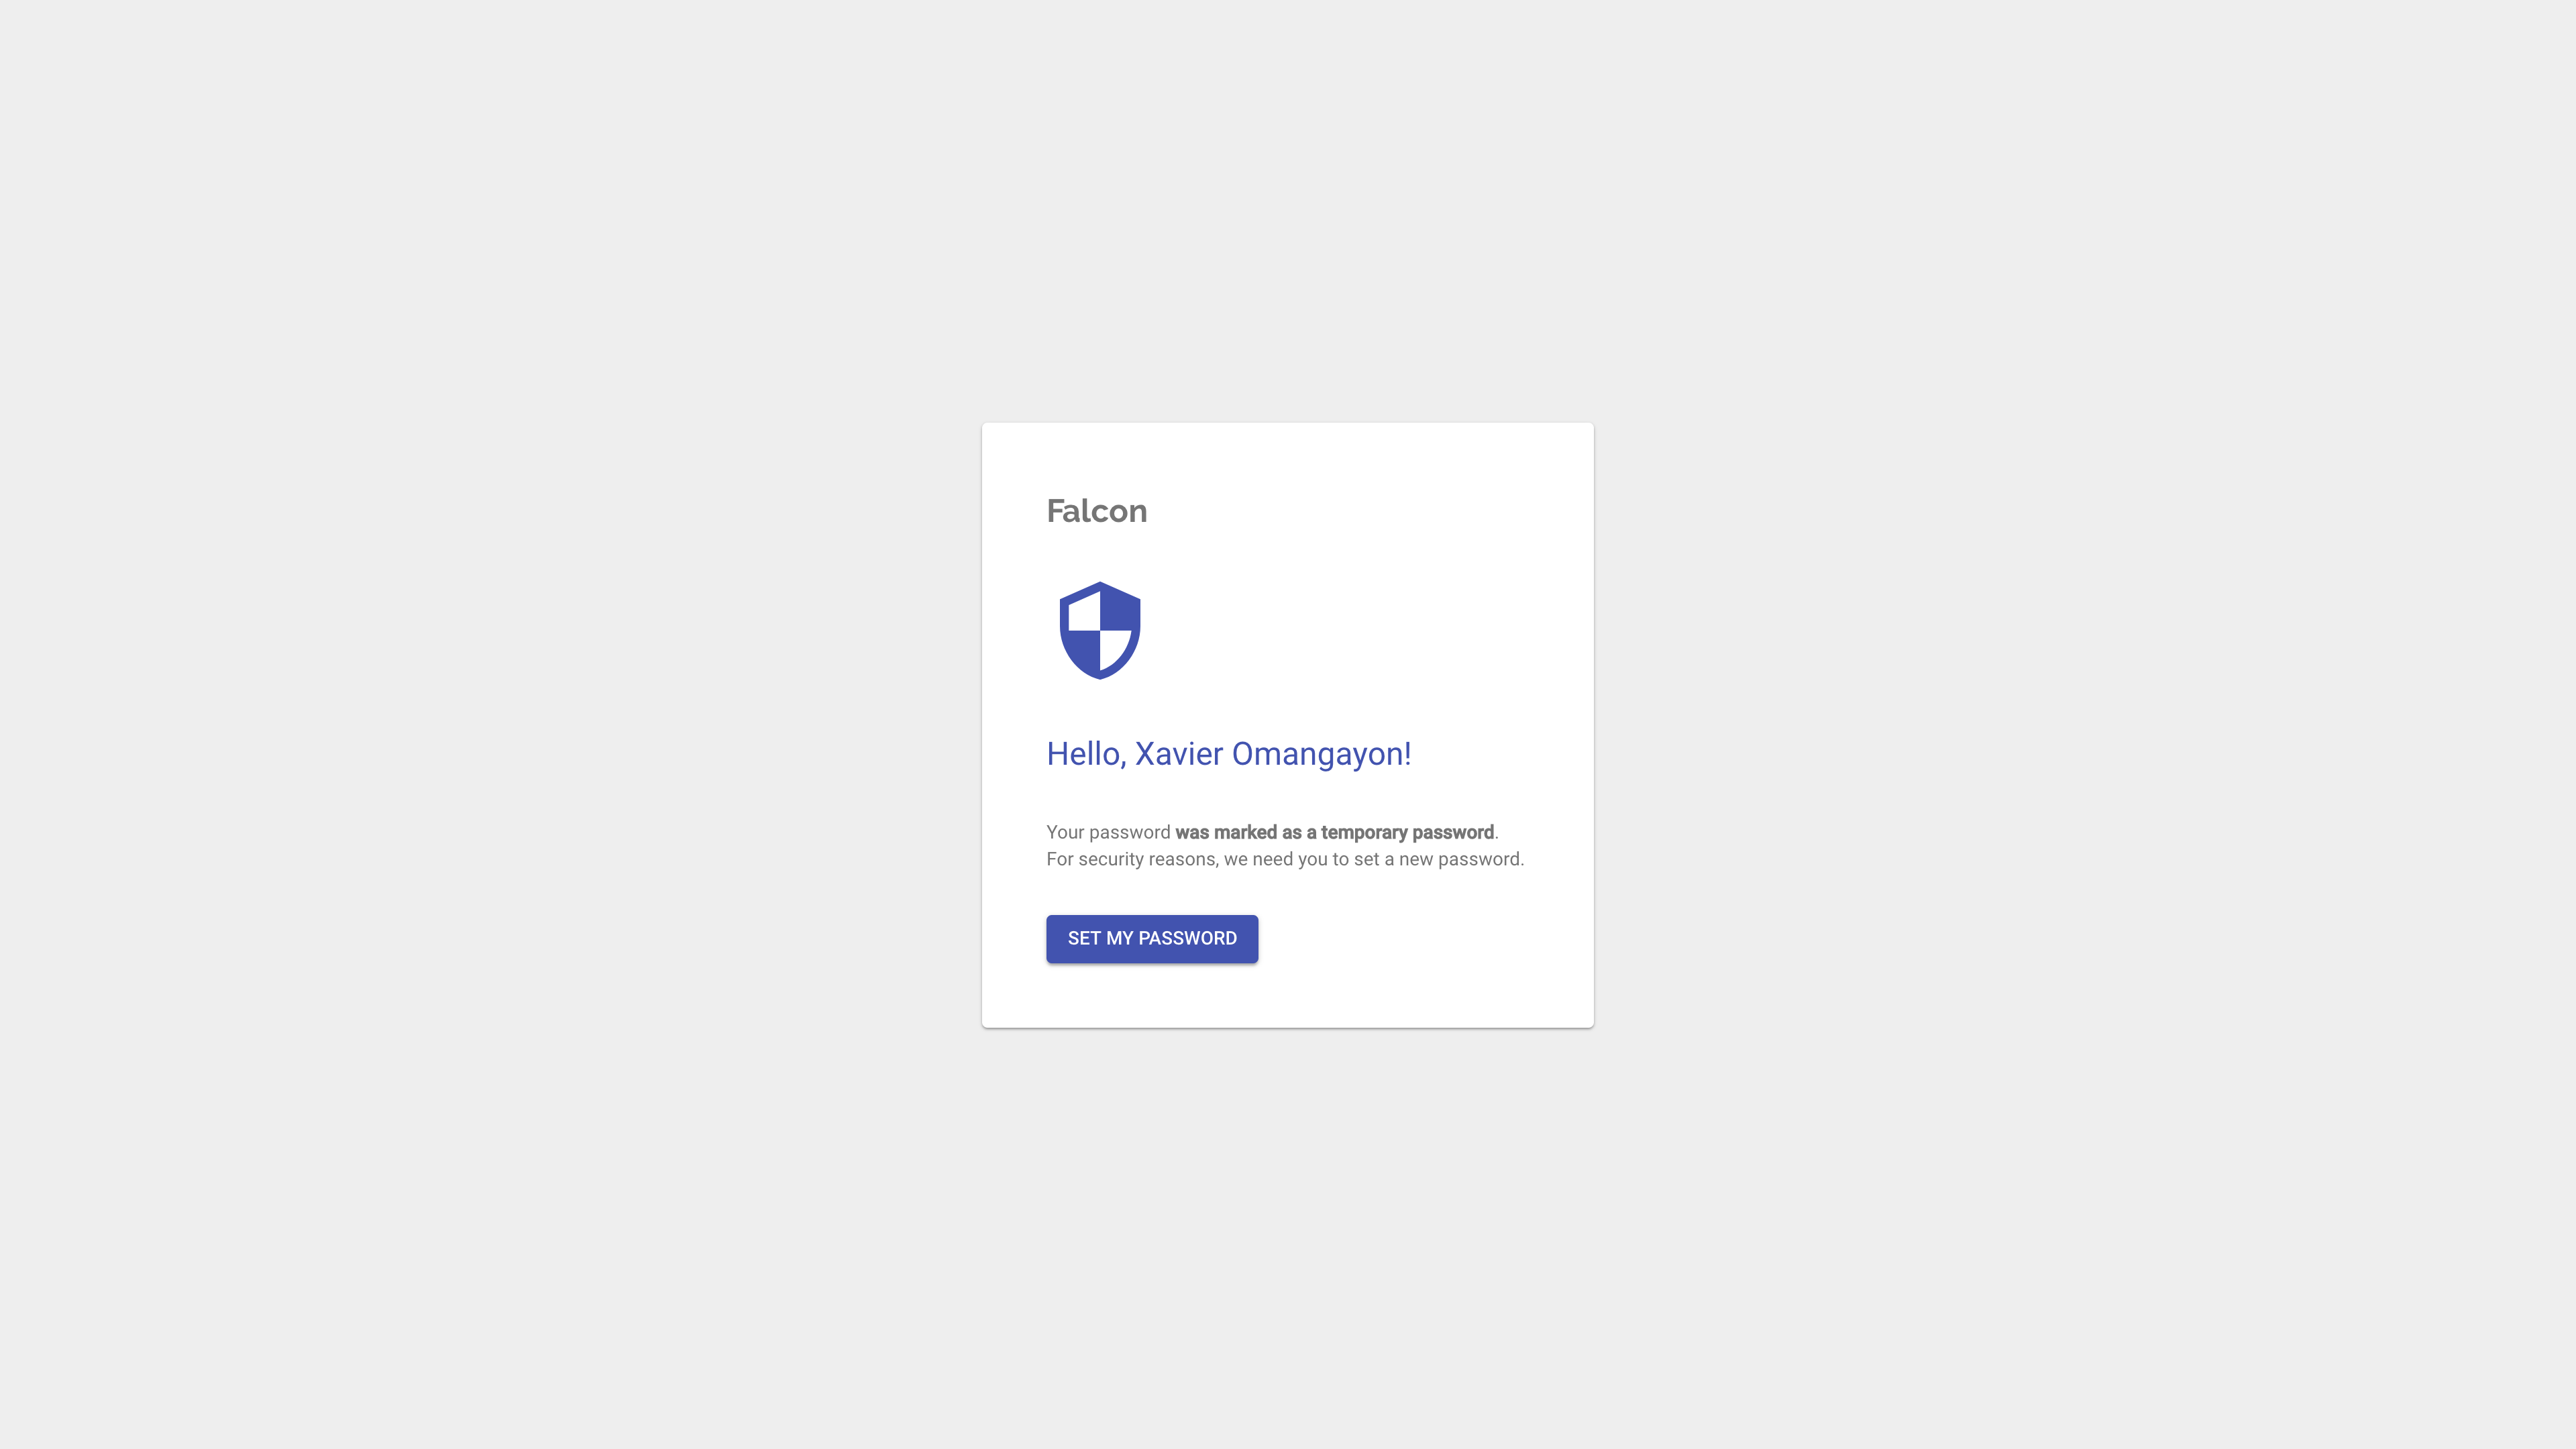 Falcon
Hello, Xavier Omangayon!
Your password was marked as a temporary password.
For security reasons, we need you to set a new password.
SET MY PASSWORD